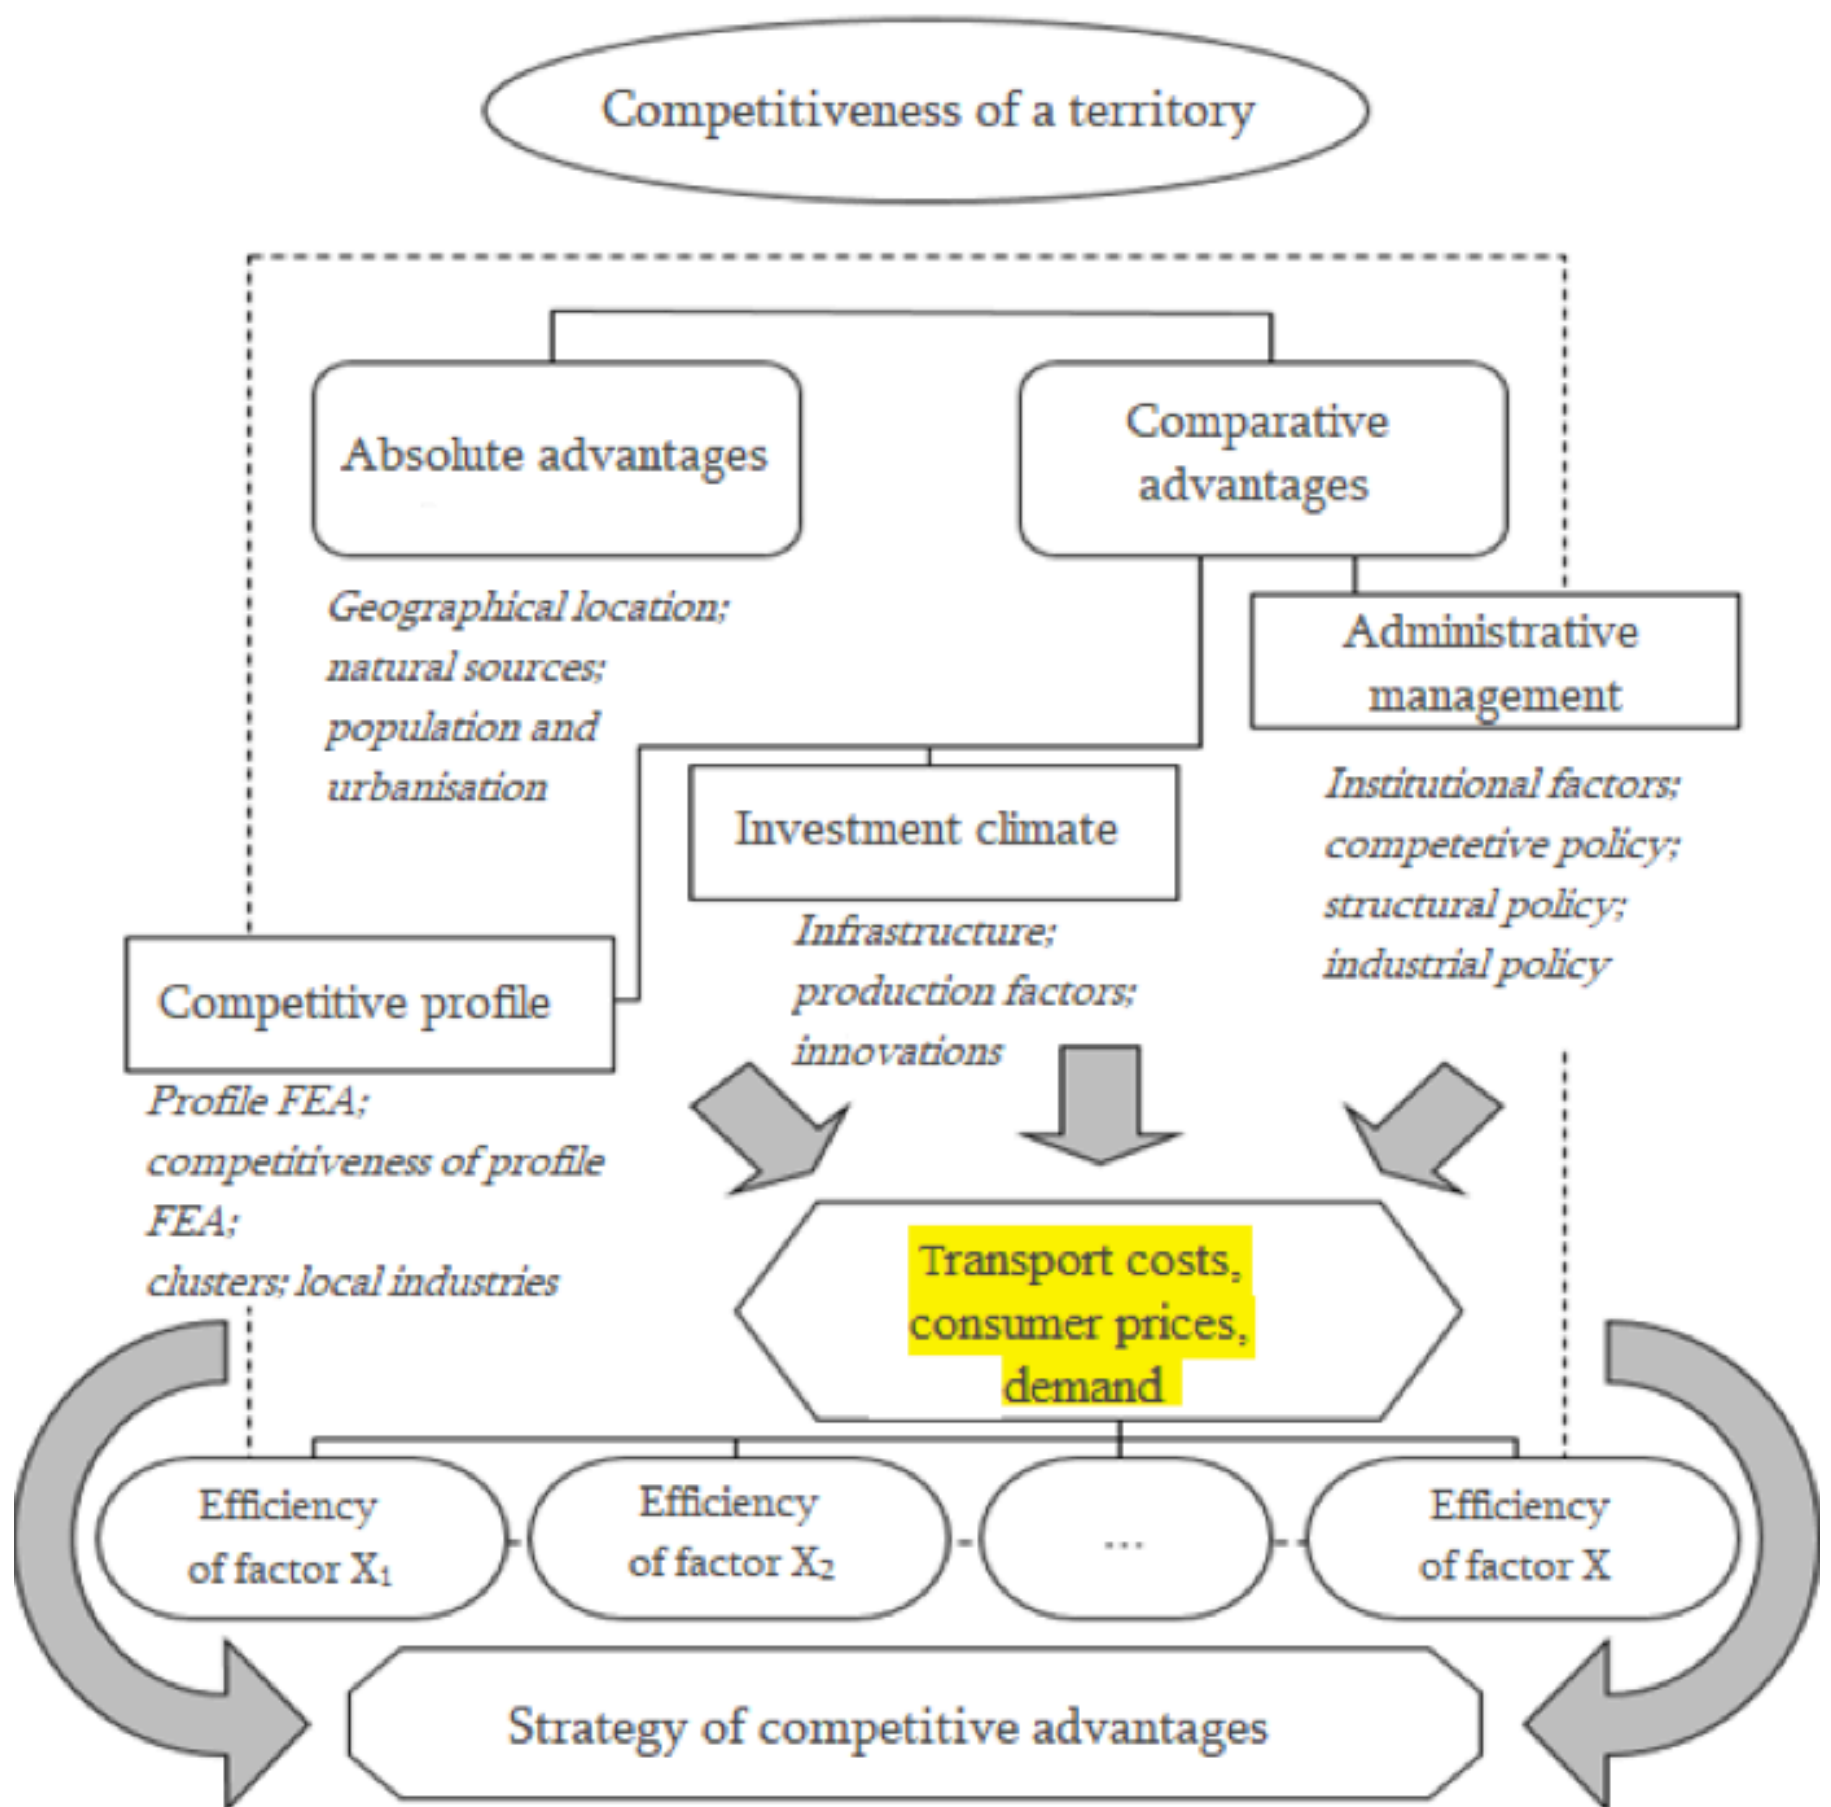 Competitiveness of a territory
Absolute advantages
Comparative
advantages
Geographical location;
natural sources;
population and
urbanisation
Administrative
management
Institutional factors;
competetive policy;
structural policy;
industrial policy
Investment climate
Infrastructure;
production factors;
innovations
Competitive profile
Profile FEA;
competitiveness of profile
FEA;
clusters; local industries
Transport costs,
consumer prices,
demand
Efficiency
of factor X₁
Efficiency
of factor X₂
...
Efficiency
of factor X
Strategy of competitive advantages